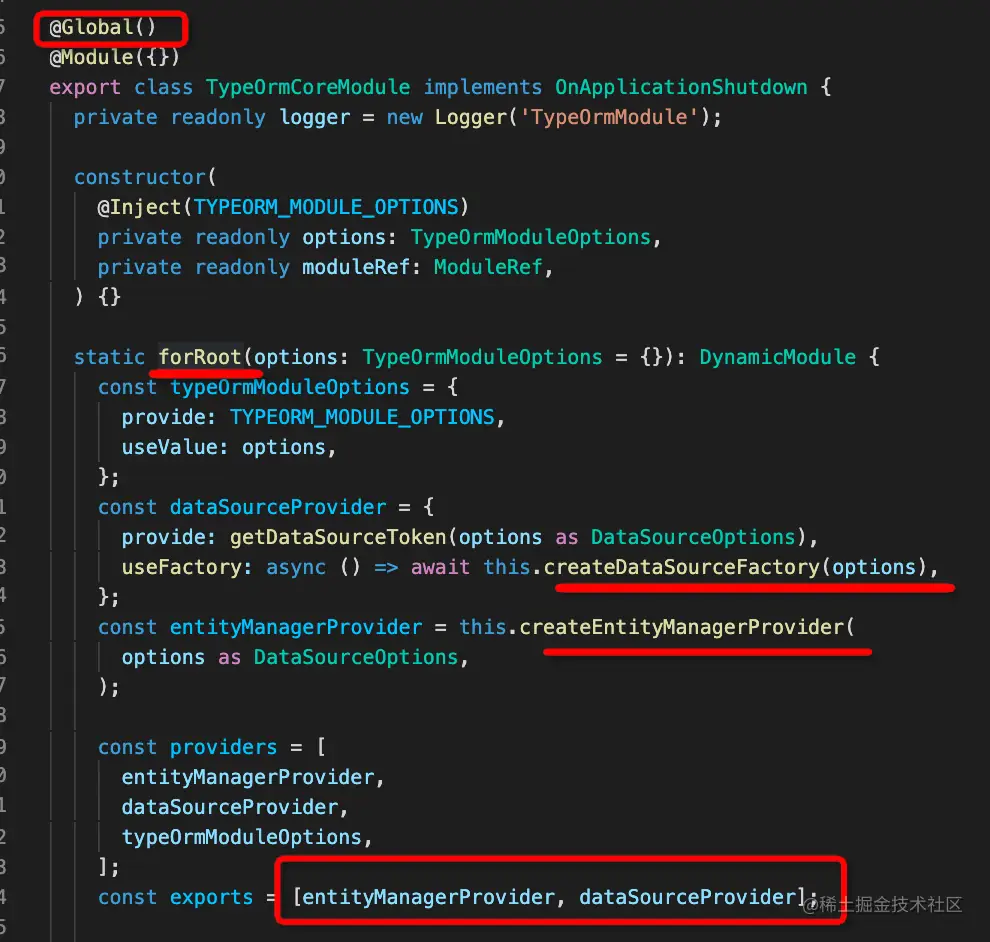 @Global()
@Module({})
export class TypeOrmCoreModule implements OnApplicationShutdown {
private readonly logger = new Logger('TypeOrmModule');
constructor(
@Inject(TYPEORM_MODULE_OPTIONS)
private readonly options: TypeOrmModuleOptions,
private readonly moduleRef: ModuleRef,
) {}
static forRoot(options: TypeOrmModuleOptions = {}): DynamicModule {
const typeOrmModuleOptions = {
provide: TYPEORM_MODULE_OPTIONS,
useValue: options,
};
const dataSourceProvider = {
provide: getDataSourceToken(options as DataSourceOptions),
useFactory: async () => await this.createDataSourceFactory(options),
};
const entityManagerProvider = this.createEntityManagerProvider(
options as DataSourceOptions,
);
const providers = [
entityManagerProvider,
dataSourceProvider,
typeOrmModuleOptions,
];
const exports = [entityManagerProvider, dataSourceProvider];
@稀土掘金技术社区